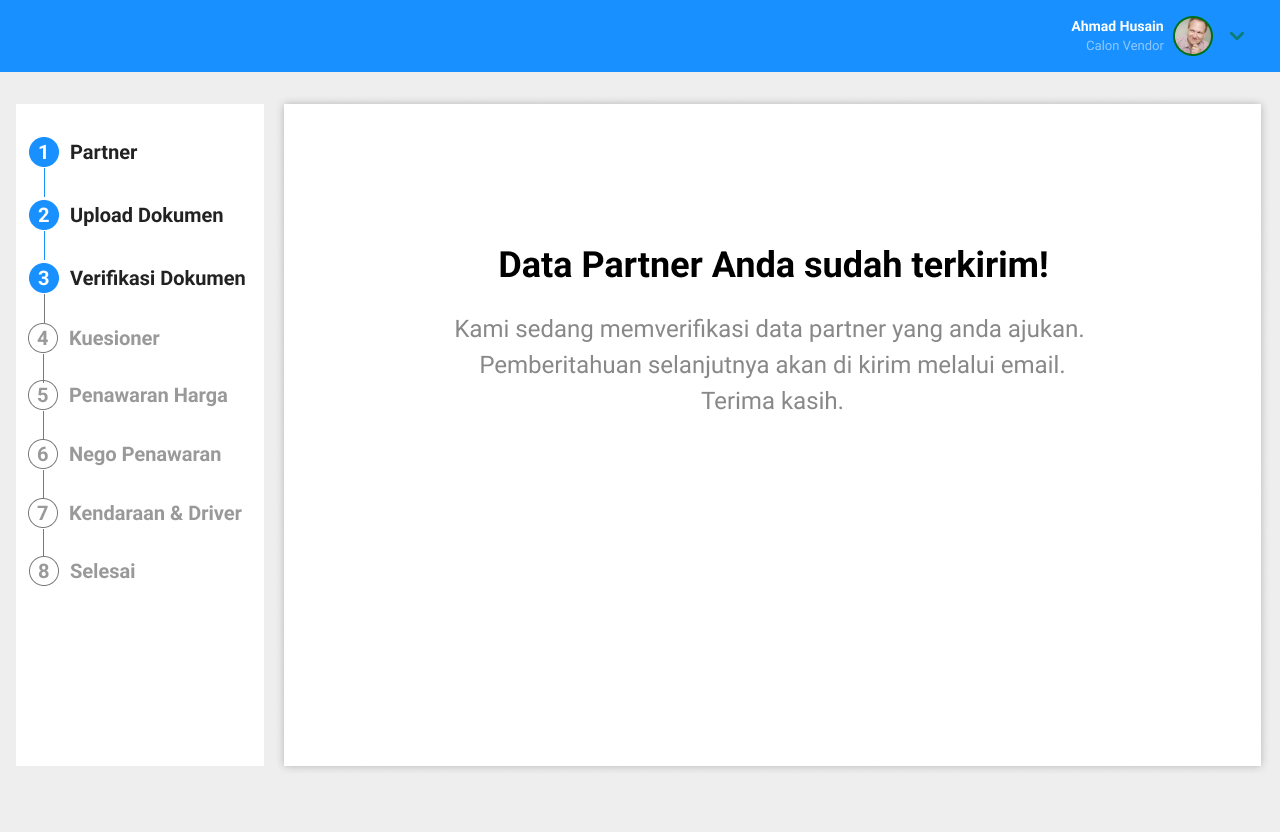 Ahmad Husain
Calon Vendor
1 Partner
2 Upload Dokumen
3 Verifikasi Dokumen
4 Kuesioner
5 Penawaran Harga
6 Nego Penawaran
7 Kendaraan & Driver
8 Selesai
Data Partner Anda sudah terkirim!
Kami sedang memverifikasi data partner yang anda ajukan.
Pemberitahuan selanjutnya akan di kirim melalui email.
Terima kasih.